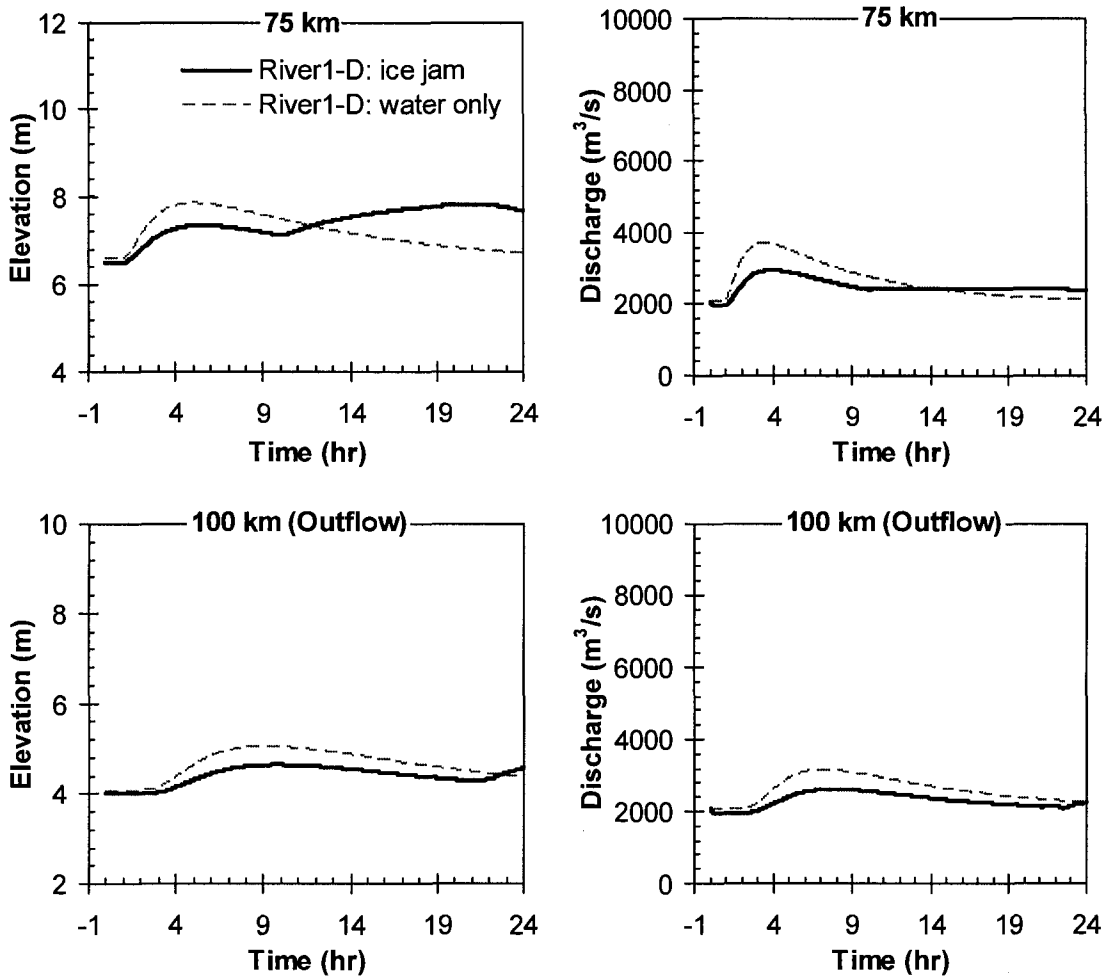 75 km
12
10
8
6
4
Elevation (m)
River1-D: ice jam
River1-D: water only
-1 4 9 14 19 24
Time (hr)
75 km
10000
8000
6000
4000
2000
0
Discharge (m³/s)
-1 4 9 14 19 24
Time (hr)
100 km (Outflow)
10
8
6
4
2
Elevation (m)
-1 4 9 14 19 24
Time (hr)
100 km (Outflow)
10000
8000
6000
4000
2000
0
Discharge (m³/s)
-1 4 9 14 19 24
Time (hr)